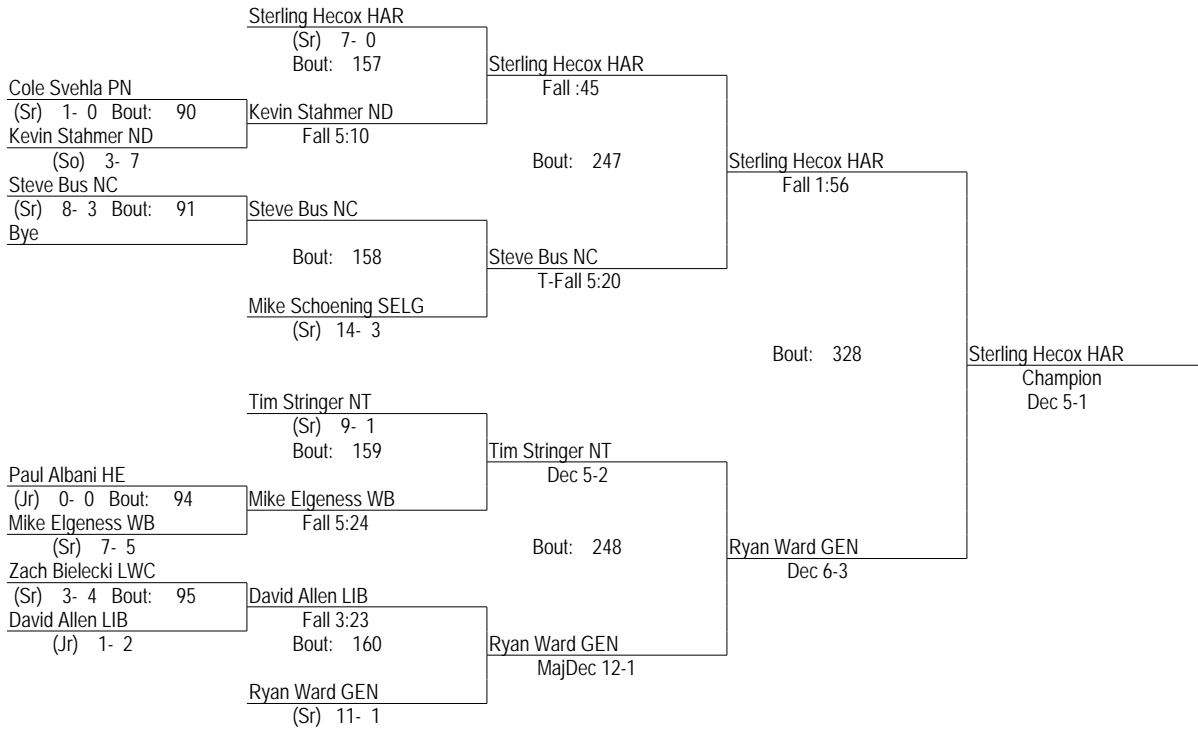 Sterling Hecox HAR
(Sr) 7- 0
Bout: 157
Sterling Hecox HAR
Fall :45
Cole Svehla PN
(Sr) 1- 0 Bout: 90
Kevin Stahmer ND
Kevin Stahmer ND
Fall 5:10
(So) 3- 7
Bout: 247
Sterling Hecox HAR
Fall 1:56
Steve Bus NC
(Sr) 8- 3 Bout: 91
Steve Bus NC
Bye
Bout: 158
Steve Bus NC
T-Fall 5:20
Mike Schoening SELG
(Sr) 14- 3
Bout: 328
Sterling Hecox HAR
Champion
Dec 5-1
Tim Stringer NT
(Sr) 9- 1
Bout: 159
Tim Stringer NT
Dec 5-2
Paul Albani HE
(Jr) 0- 0 Bout: 94
Mike Elgeness WB
Mike Elgeness WB
Fall 5:24
(Sr) 7- 5
Bout: 248
Ryan Ward GEN
Dec 6-3
Zach Bielecki LWC
(Sr) 3- 4 Bout: 95
David Allen LIB
David Allen LIB
Fall 3:23
(Jr) 1- 2
Bout: 160
Ryan Ward GEN
MajDec 12-1
Ryan Ward GEN
(Sr) 11- 1